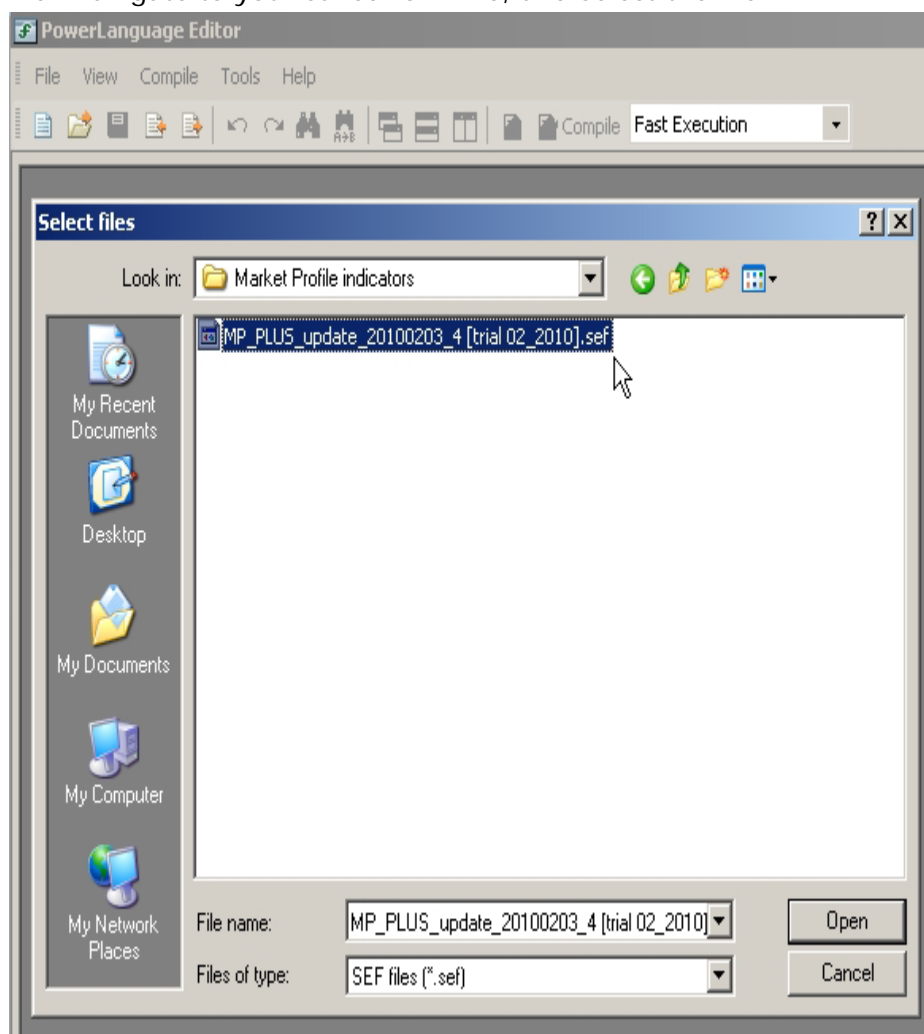 PowerLanguage Editor
File View Compile Tools Help
A→B Compile Fast Execution
Select files
Look in: Market Profile indicators
MP_PLUS_update_20100203_4 [trial 02_2010].sef
My Recent
Documents
Desktop
My Documents
My Computer
My Network
Places
File name: MP_PLUS_update_20100203_4 [trial 02_2010]
Open
Files of type: SEF files (*.sef)
Cancel